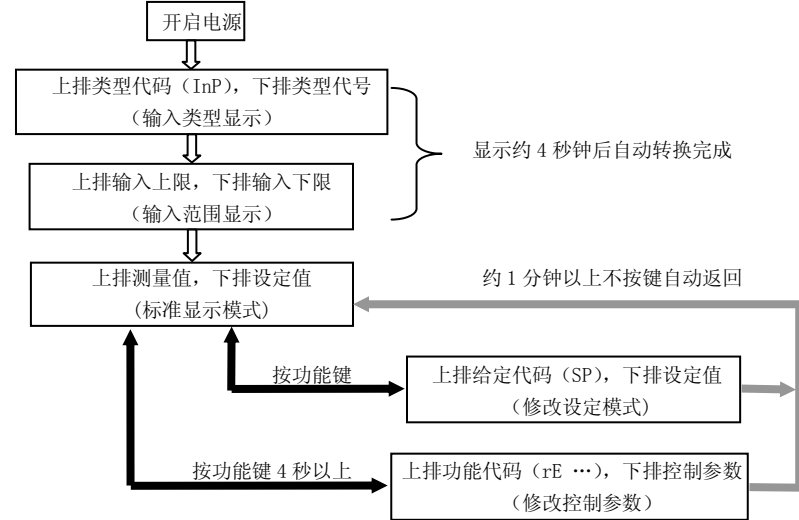 开启电源
上排类型代码（InP），下排类型代号
（输入类型显示）
显示约 4 秒钟后自动转换完成
上排输入上限，下排输入下限
（输入范围显示）
上排测量值，下排设定值
(标准显示模式)
约 1 分钟以上不按键自动返回
按功能键
上排给定代码（SP），下排设定值
（修改设定模式)
按功能键 4 秒以上
上排功能代码（rE …），下排控制参数
（修改控制参数）